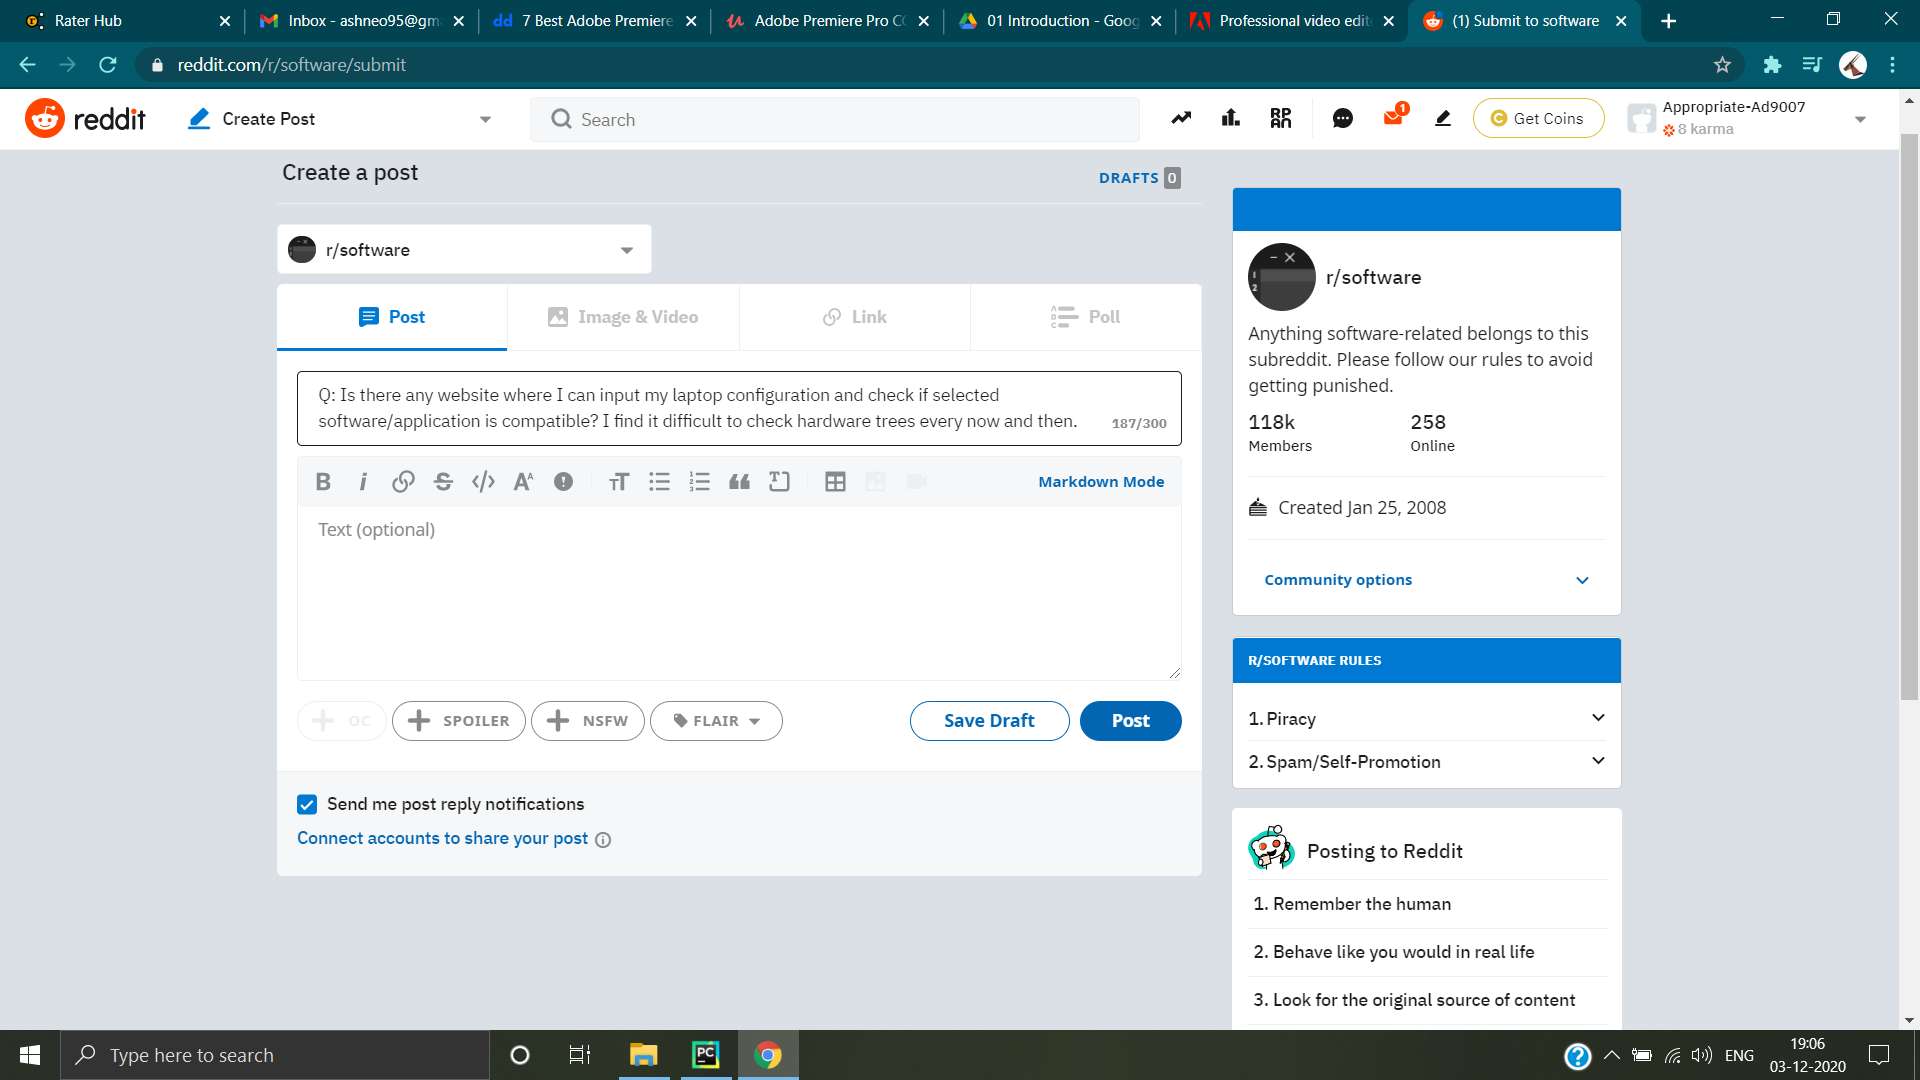 Rater Hub
Inbox - ashneo95@gm
dd 7 Best Adobe Premiere
Adobe Premiere Pro C
01 Introduction - Goog
Professional video edit
(1) Submit to software
reddit.com/r/software/submit
reddit
Create Post
Search
RPAN
1
C Get Coins
Appropriate-Ad9007
8 karma
Create a post
DRAFTS 0
r/software
Post
Image & Video
Link
Poll
Q: Is there any website where I can input my laptop configuration and check if selected
software/application is compatible? I find it difficult to check hardware trees every now and then.
187/300
Markdown Mode
Text (optional)
OC
SPOILER
NSFW
FLAIR
Save Draft
Post
Send me post reply notifications
Connect accounts to share your post
r/software
Anything software-related belongs to this
subreddit. Please follow our rules to avoid
getting punished.
118k
258
Members
Online
Created Jan 25, 2008
Community options
R/SOFTWARE RULES
1. Piracy
2. Spam/Self-Promotion
Posting to Reddit
1. Remember the human
2. Behave like you would in real life
3. Look for the original source of content
Type here to search
PC
ENG
19:06
03-12-2020